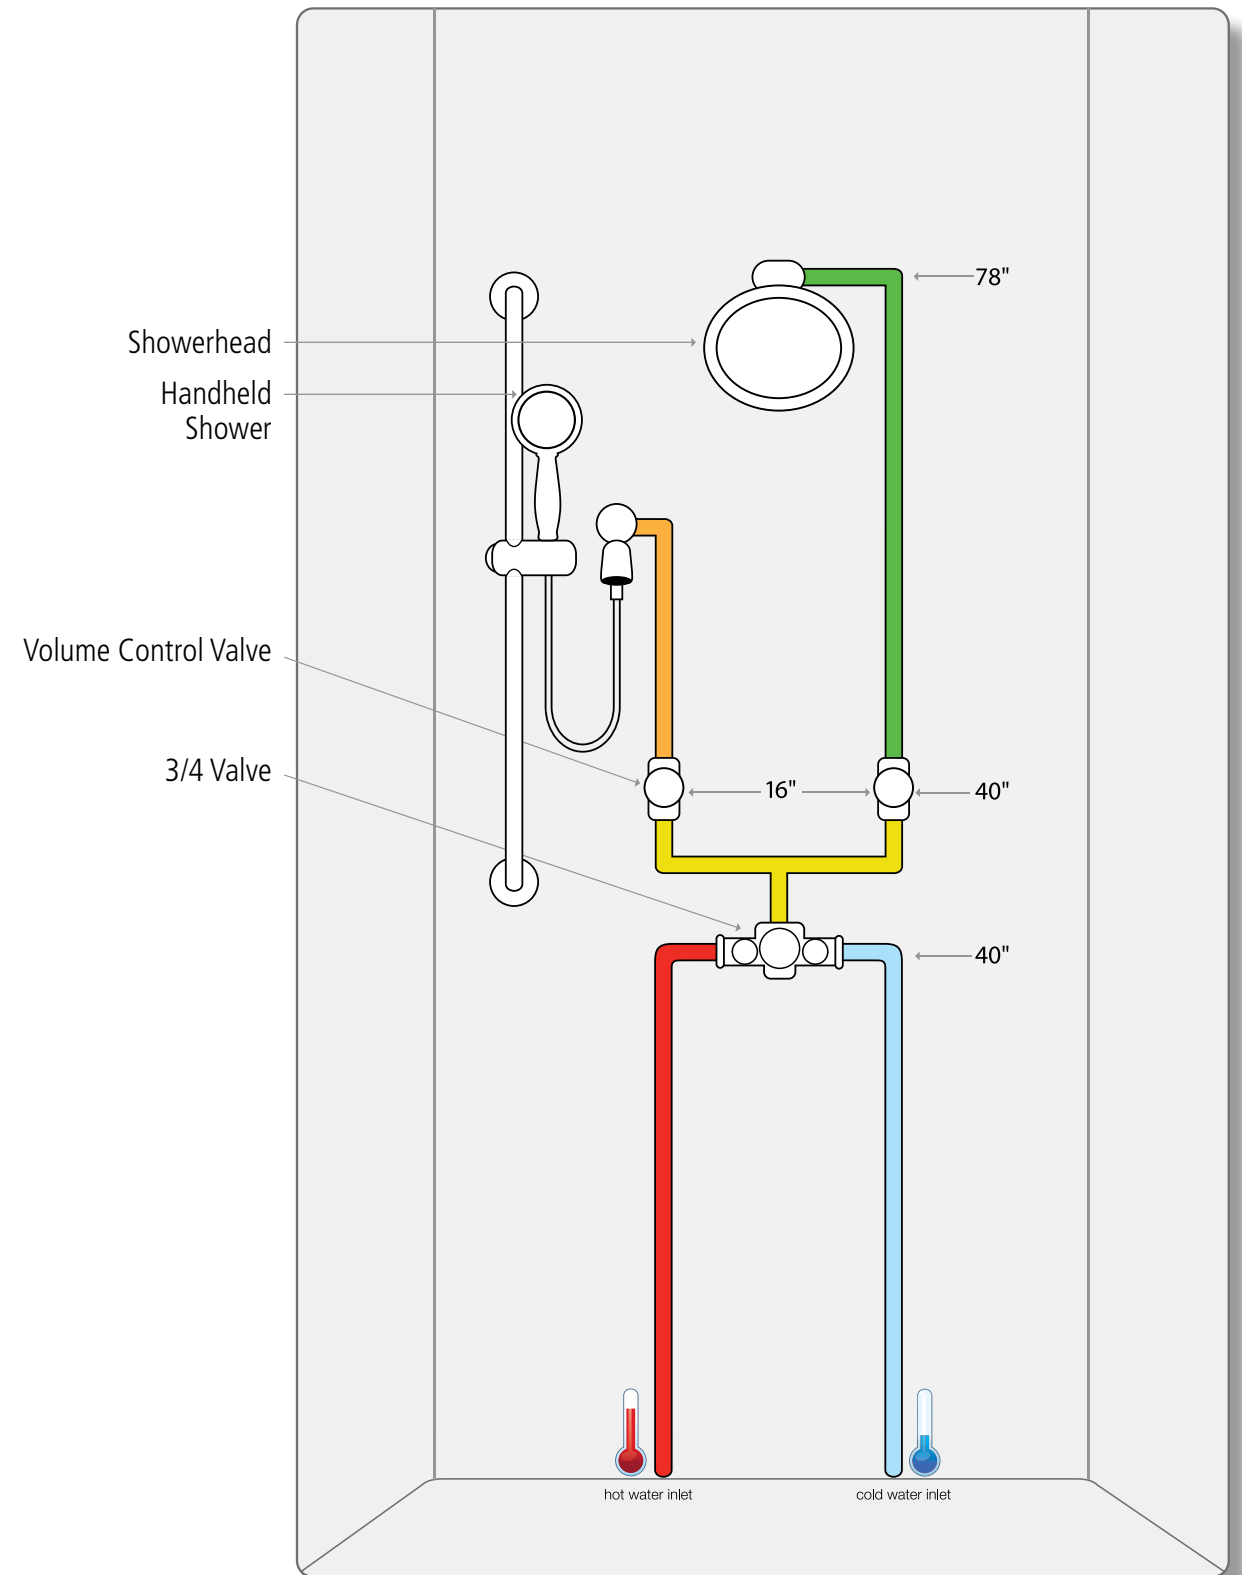 78"
Showerhead
Handheld
Shower
Volume Control Valve
3/4 Valve
16"
40"
40"
hot water inlet
cold water inlet